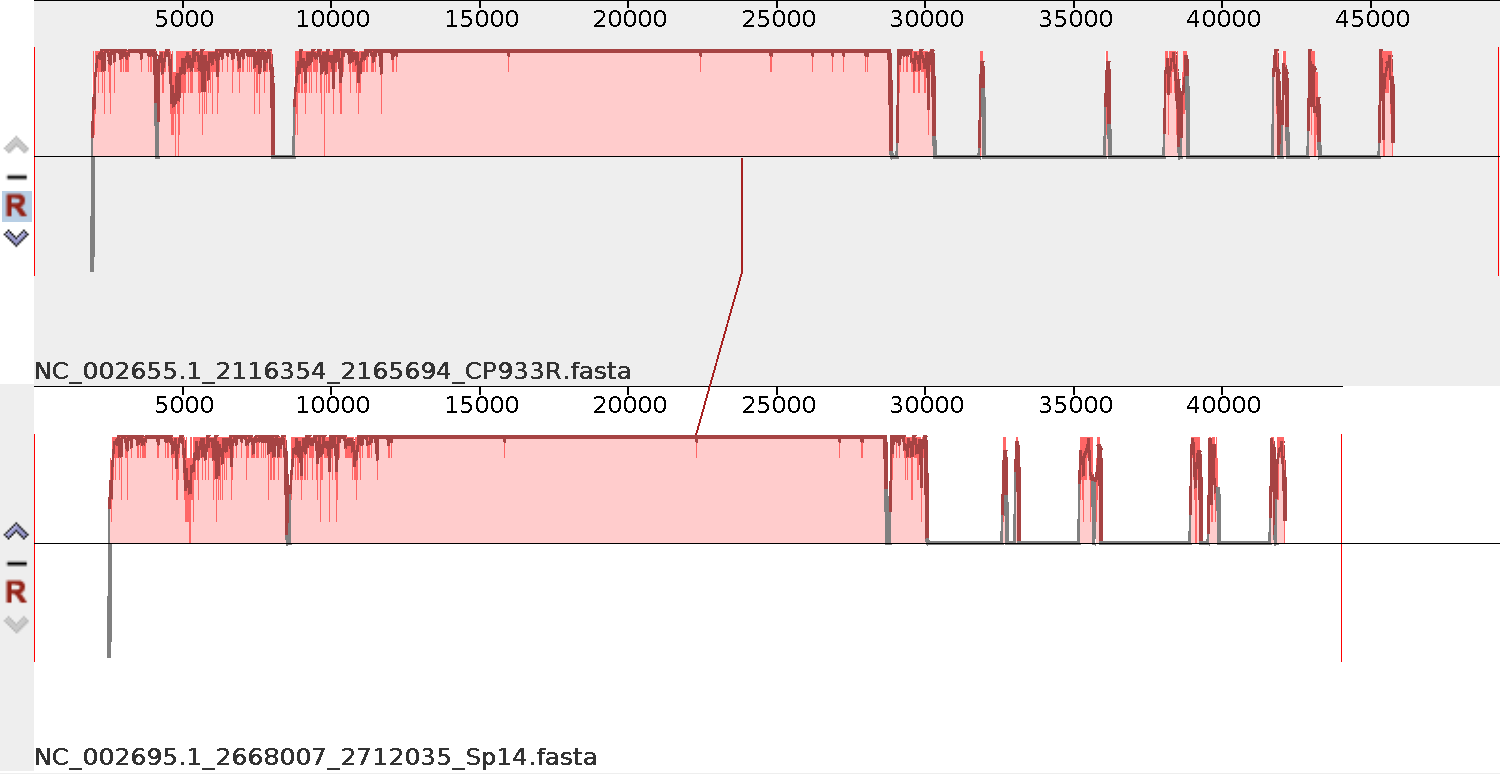 5000 10000 15000 20000 25000 30000 35000 40000 45000
R
NC_002655.1_2116354_2165694_CP933R.fasta
5000 10000 15000 20000 25000 30000 35000 40000
R
NC_002695.1_2668007_2712035_Sp14.fasta